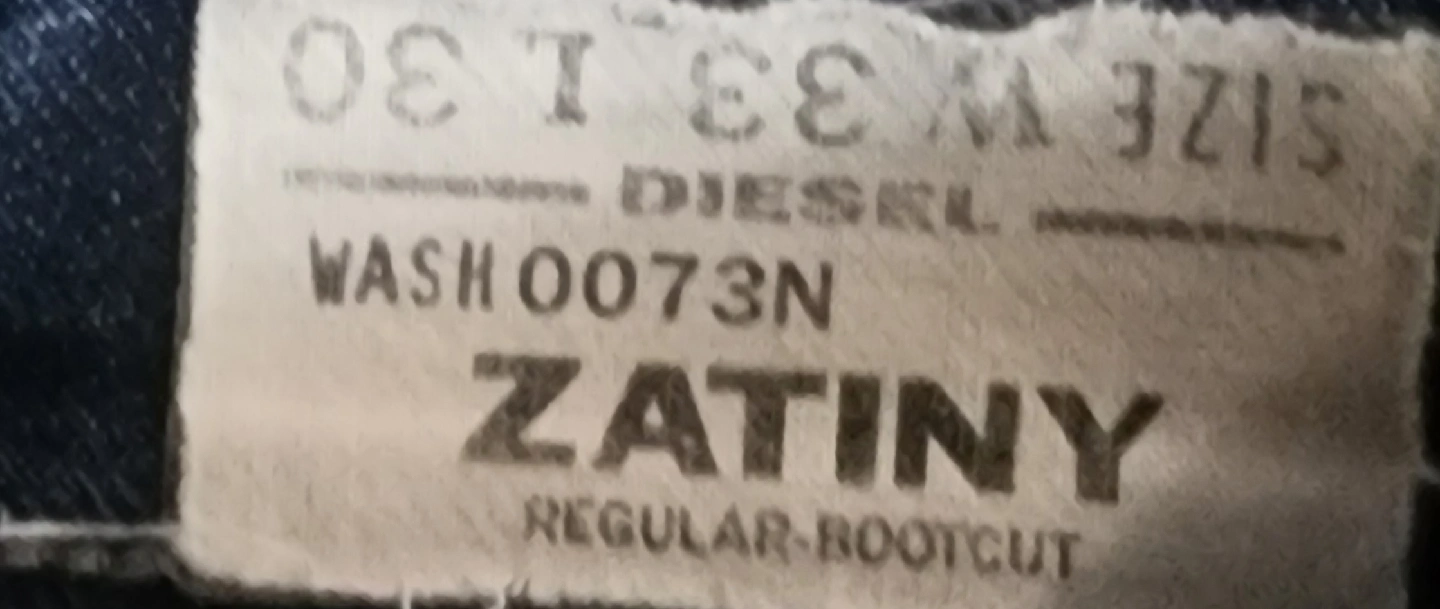 SIZE W 33 L 30
DIESEL
WASH 0073N
ZATINY
REGULAR-BOOTCUT